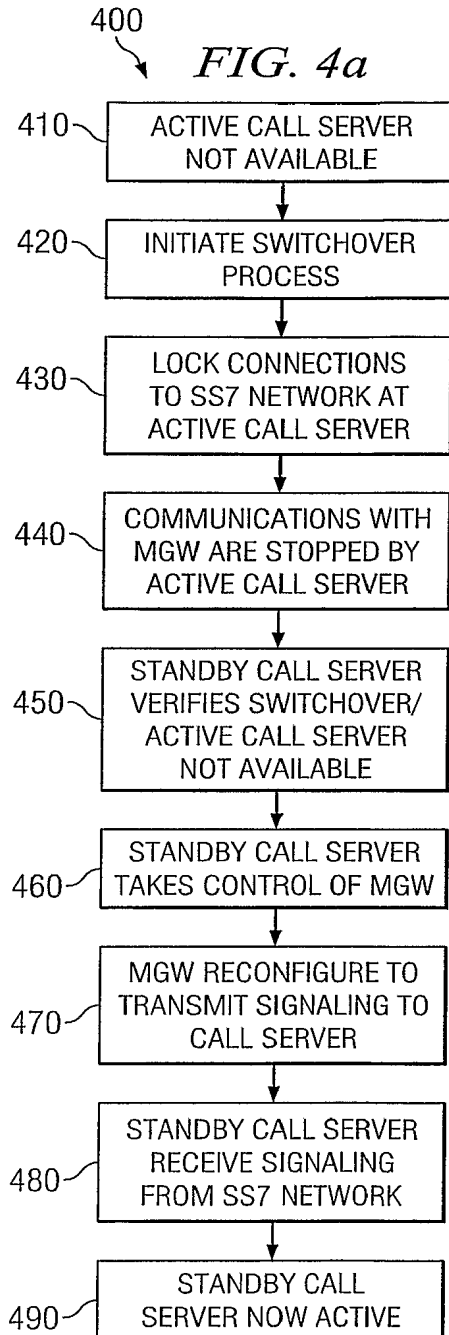 400
FIG. 4a
410
ACTIVE CALL SERVER
NOT AVAILABLE
420
INITIATE SWITCHOVER
PROCESS
430
LOCK CONNECTIONS
TO SS7 NETWORK AT
ACTIVE CALL SERVER
440
COMMUNICATIONS WITH
MGW ARE STOPPED BY
ACTIVE CALL SERVER
450
STANDBY CALL SERVER
VERIFIES SWITCHOVER/
ACTIVE CALL SERVER
NOT AVAILABLE
460
STANDBY CALL SERVER
TAKES CONTROL OF MGW
470
MGW RECONFIGURE TO
TRANSMIT SIGNALING TO
CALL SERVER
480
STANDBY CALL SERVER
RECEIVE SIGNALING
FROM SS7 NETWORK
490
STANDBY CALL
SERVER NOW ACTIVE